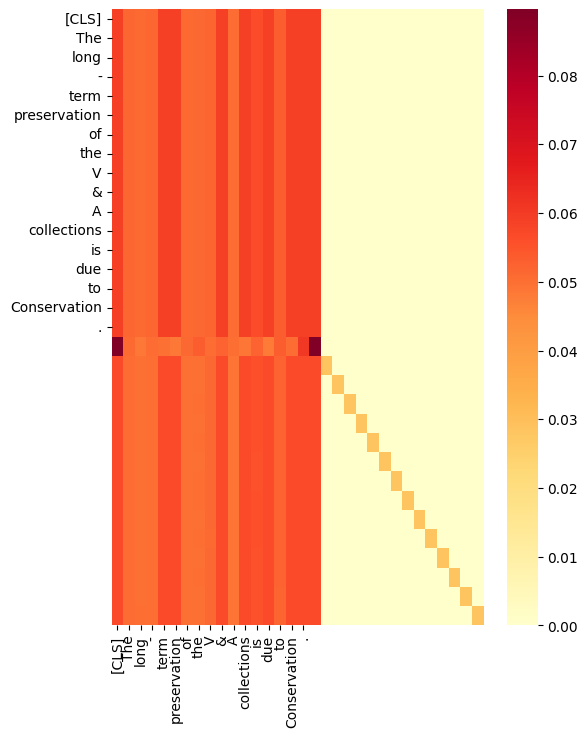 [CLS]
The
long
-
term
preservation
of
the
V
&
A
collections
is
due
to
Conservation
.
0.08
0.07
0.06
0.05
0.04
0.03
0.02
0.01
0.00
[CLS]
The
long
-
term
preservation
of
the
V
&
A
collections
is
due
to
Conservation
.